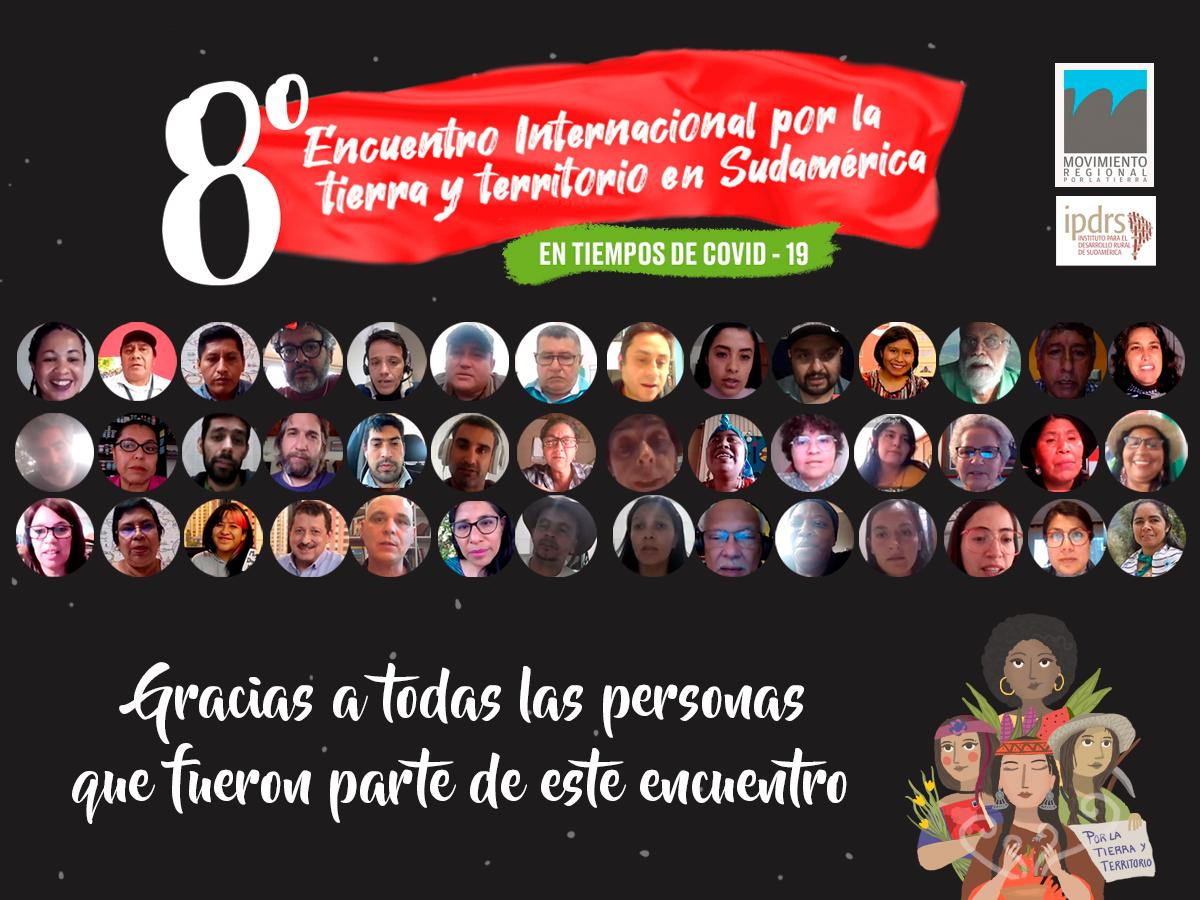 8º
Encuentro Internacional por la
tierra y territorio en Sudamérica
EN TIEMPOS DE COVID - 19
MOVIMIENTO
REGIONAL
POR LA TIERRA
ipdrs
INSTITUTO PARA EL
DESARROLLO RURAL
DE SUDAMÉRICA
Gracias a todas las personas
que fueron parte de este encuentro
POR LA
TIERRA Y
TERRITORIO